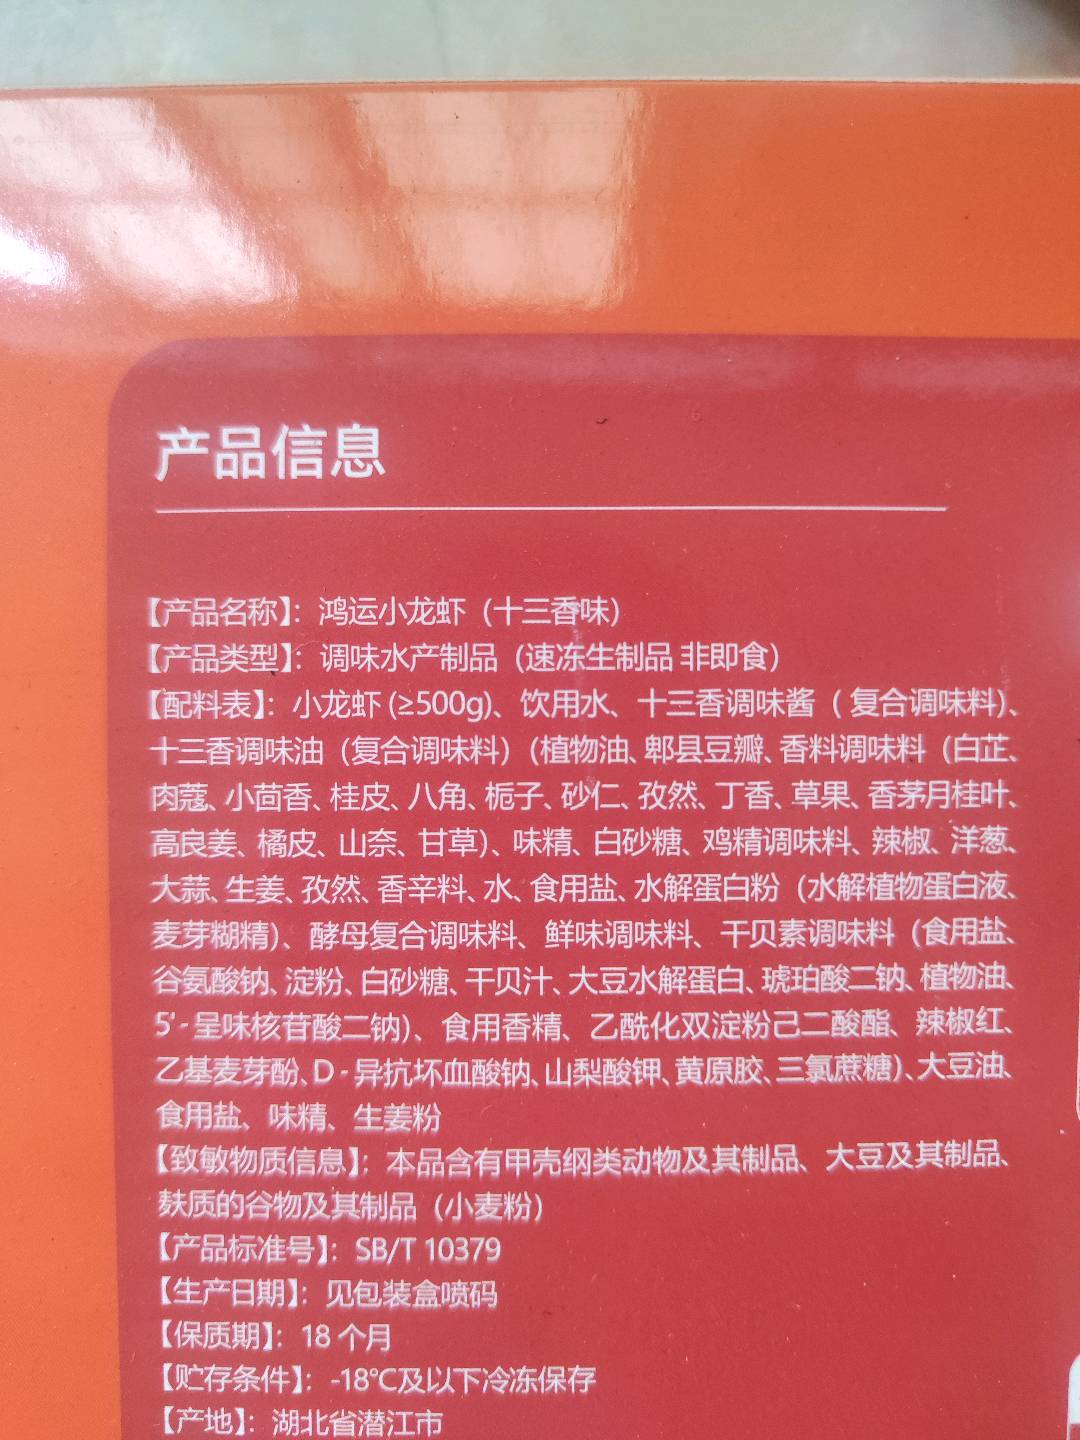 产品信息
【产品名称】：鸿运小龙虾（十三香味）
【产品类型】：调味水产制品（速冻生制品 非即食）
【配料表】：小龙虾 (≥500g)、饮用水、十三香调味酱（复合调味料）、
十三香调味油（复合调味料）(植物油、郫县豆瓣、香料调味料（白芷、
肉蔻、小茴香、桂皮、八角、栀子、砂仁、孜然、丁香、草果、香茅月桂叶、
高良姜、橘皮、山奈、甘草）、味精、白砂糖、鸡精调味料、辣椒、洋葱、
大蒜、生姜、孜然、香辛料、水、食用盐、水解蛋白粉（水解植物蛋白液、
麦芽糊精）、酵母复合调味料、鲜味调味料、干贝素调味料（食用盐、
谷氨酸钠、淀粉、白砂糖、干贝汁、大豆水解蛋白、琥珀酸二钠、植物油、
5'-呈味核苷酸二钠）、食用香精、乙酰化双淀粉己二酸酯、辣椒红、
乙基麦芽酚、D-异抗坏血酸钠、山梨酸钾、黄原胶、三氯蔗糖）、大豆油、
食用盐、味精、生姜粉
【致敏物质信息】：本品含有甲壳纲类动物及其制品、大豆及其制品、
麸质的谷物及其制品（小麦粉）
【产品标准号】：SB/T 10379
【生产日期】：见包装盒喷码
【保质期】：18 个月
【贮存条件】：-18℃及以下冷冻保存
【产地】：湖北省潜江市